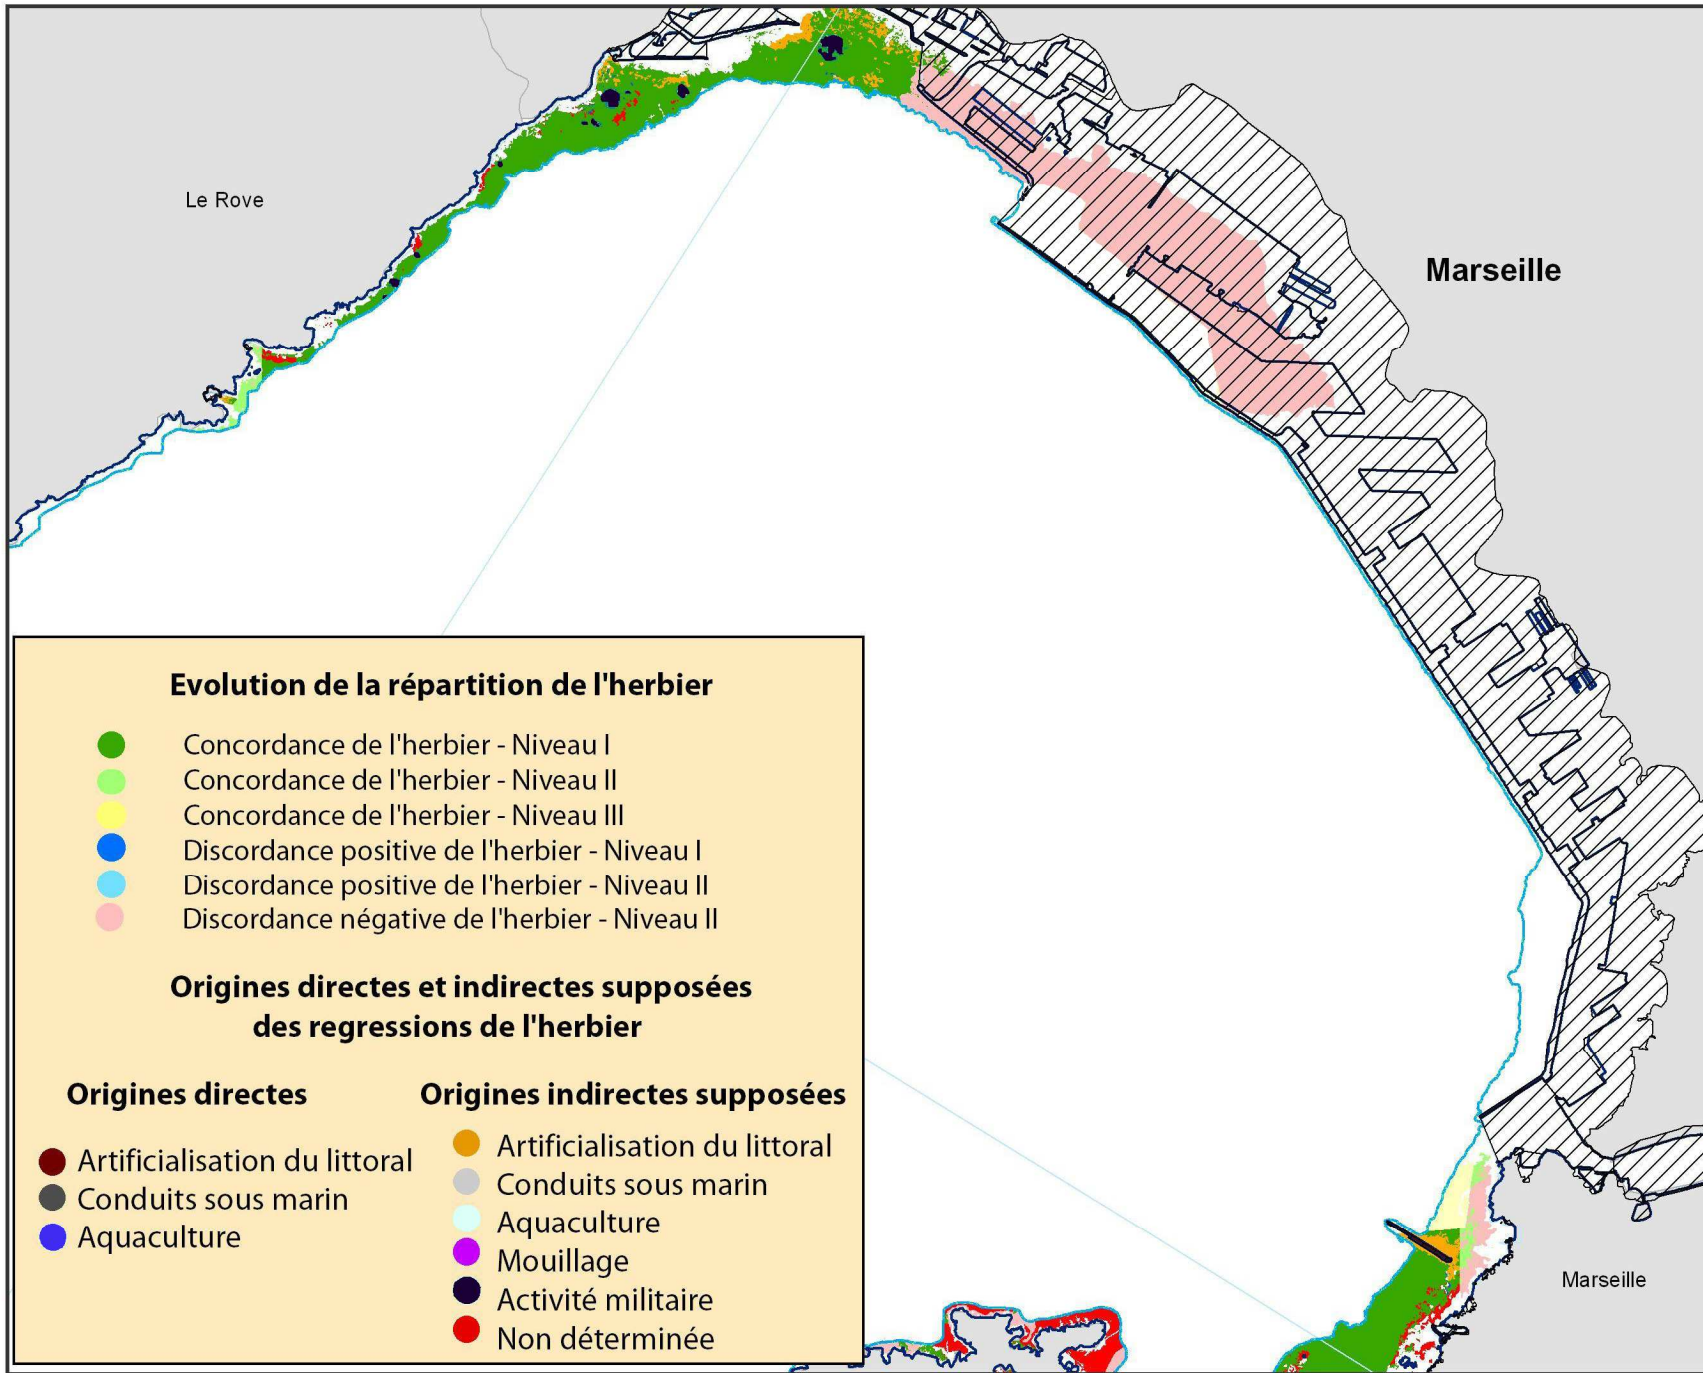 Le Rove
Marseille
Evolution de la répartition de l'herbier
Concordance de l'herbier - Niveau I
Concordance de l'herbier - Niveau II
Concordance de l'herbier - Niveau III
Discordance positive de l'herbier - Niveau I
Discordance positive de l'herbier - Niveau II
Discordance négative de l'herbier - Niveau II
Origines directes et indirectes supposées
des regressions de l'herbier
Origines directes
Artificialisation du littoral
Conduits sous marin
Aquaculture
Origines indirectes supposées
Artificialisation du littoral
Conduits sous marin
Aquaculture
Mouillage
Activité militaire
Non déterminée
Marseille